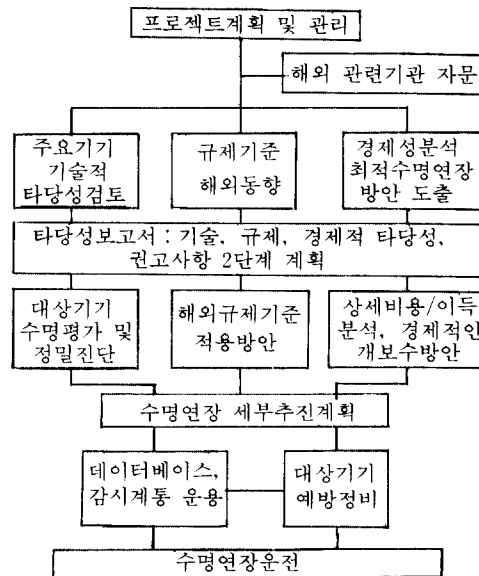 프로젝트계획 및 관리
해외 관련기관 자문
주요기기
기술적
타당성검토
규제기준
해외동향
경제성분석
최적수명연장
방안 도출
타당성보고서 : 기술, 규제, 경제적 타당성,
권고사항 2단계 계획
대상기기
수명평가 및
정밀진단
해외규제기준
적용방안
상세비용/이득
분석, 경제적인
개보수방안
수명연장 세부추진계획
데이터베이스,
감시계통 운용
대상기기
예방정비
수명연장운전